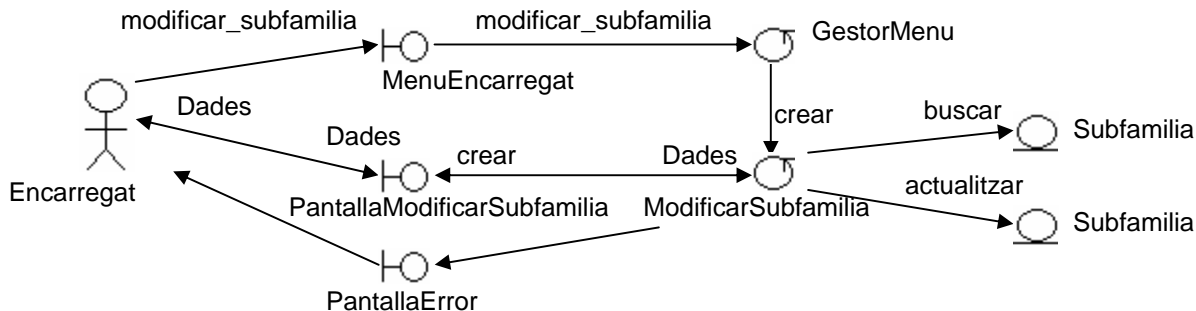 modificar_subfamilia
modificar_subfamilia
GestorMenu
MenuEncarregat
Dades
crear
buscar
Subfamilia
Dades
crear
Dades
Encarregat
PantallaModificarSubfamilia
ModificarSubfamilia
actualitzar
Subfamilia
PantallaError